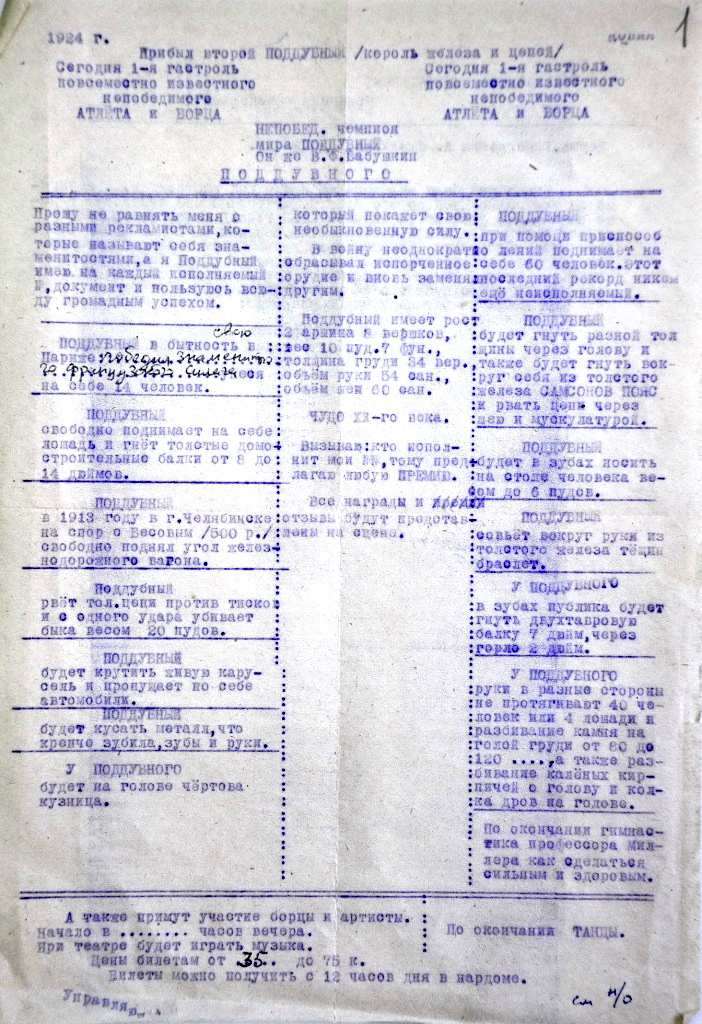 1924 г.
Копия
1
Прибыл второй ПОДДУБНЫЙ /король железа и цепей/
Сегодня 1-я гастроль
повсеместно известного
непобедимого
АТЛЕТА и БОРЦА
Сегодня 1-я гастроль
повсеместно известного
непобедимого
АТЛЕТА и БОРЦА
НЕПОБЕД. чемпион
мира ПОДДУБНЫЙ
Он же В.Ф.Бабушкин
ПОДДУБНОГО
Прошу не равнять меня с
разными рекламистами,ко-
торые называют себя зна-
менитостями,а я Поддубный
имею на каждый исполняемый
№,документ и пользуюсь всю-
ду громадным успехом.
свою
ПОДДУБНЫЙ в бытность в
Париже победил знаменито-
го французского
на себе 14 человек.
ПОДДУБНЫЙ
свободно поднимает на себе
лошадь и гнёт толстые домо-
строительные балки от 8 до
14 дюймов.
ПОДДУБНЫЙ
в 1913 году в г.Челябинске
на спор с Весовым /500 р./
свободно поднял угол желез-
нодорожного вагона.
Поддубный
рвёт тол.цепи против тисков
и с одного удара убивает
быка весом 20 пудов.
ПОДДУБНЫЙ
будет крутить живую кару-
сель и пропущает по себе
автомобили.
ПОДДУБНЫЙ
будет кусать металл,что
крепче зубила,зубы и руки.
У ПОДДУБНОГО
будет на голове чёртова
кузница.
который покажет свою
необыкновенную силу.
В войну неоднократно
сбрасывал испорченное
орудие и вновь заменял
другим.
Поддубный имеет рост
2 аршина 8 вершков,
вес 10 пуд.7 фун.,
толщина груди 34 вер.,
объём руки 54 сан.,
объём шеи 60 сан.
ЧУДО ХХ-го века.
Вызываю:кто испол-
нит мои №№,тому пред-
лагаю любую ПРЕМИЮ.
Все награды и
отзывы будут представ-
лены на сцене.
ПОДДУБНЫЙ
при помощи приспособ
лений поднимает на
себе 60 человек.Этот
последний рекорд никем
ещё неисполняемый.
ПОДДУБНЫЙ
будет гнуть разной тол
щины через голову и
также будет гнуть вок-
руг себя из толстого
железа САМСОНОВ ПОЯС
и рвать цепи через
шею и мускулатурой.
ПОДДУБНЫЙ
будет в зубах носить
на столе человека ве-
сом до 6 пудов.
ПОДДУБНЫЙ
совьёт вокруг руки из
толстого железа тёщин
браслет.
У ПОДДУБНОГО
в зубах публика будет
гнуть двухтавровую
балку 7 дюйм,через
горло 2 дюйм.
У ПОДДУБНОГО
руки в разные стороны
не протягивают 40 че-
ловек или 4 лошади и
разбивание камня на
голой груди от 80 до
120 ....,а также раз-
бивание калёных кир-
пичей о голову и кол-
ка дров на голове.
По окончании гимнас-
тика профессора Мил-
лера как сделаться
сильным и здоровым.
А также примут участие борцы и артисты.
Начало в ........ часов вечера.
При театре будет играть музыка.
Цены билетам от 35.. до 75 к.
Билеты можно получить с 12 часов дня в нардоме.
По окончании ТАНЦЫ.
Управляю...
см н/о